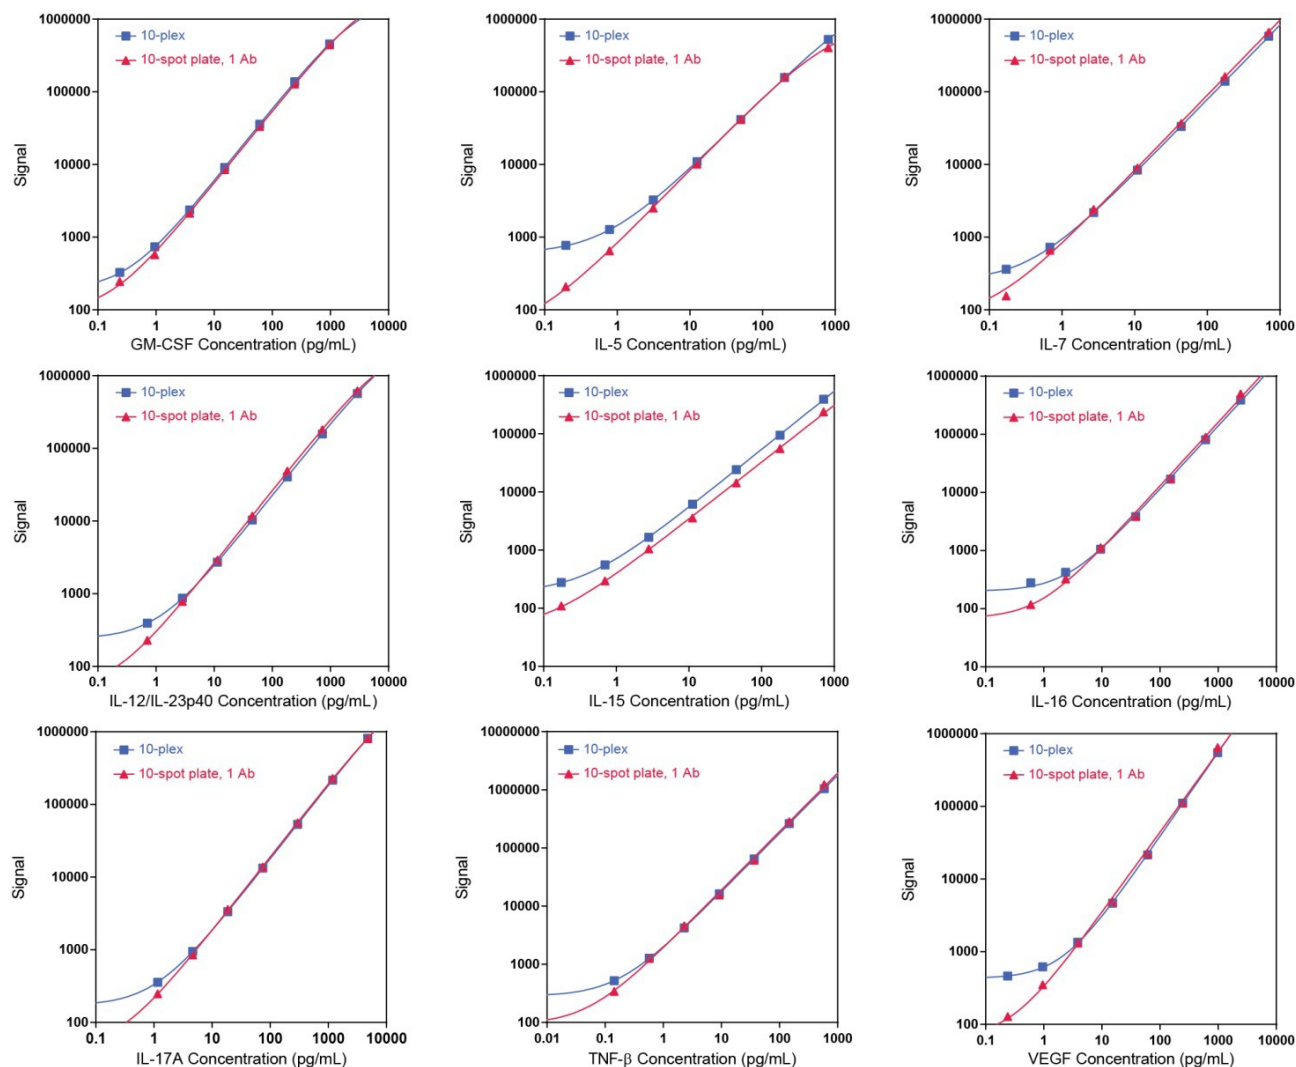 1000000
100000
10000
1000
100
Signal
10-plex
10-spot plate, 1 Ab
0.1 1 10 100 1000 10000
GM-CSF Concentration (pg/mL)
1000000
100000
10000
1000
100
Signal
10-plex
10-spot plate, 1 Ab
0.1 1 10 100 1000
IL-5 Concentration (pg/mL)
1000000
100000
10000
1000
100
Signal
10-plex
10-spot plate, 1 Ab
0.1 1 10 100 1000
IL-7 Concentration (pg/mL)
1000000
100000
10000
1000
100
Signal
10-plex
10-spot plate, 1 Ab
0.1 1 10 100 1000 10000
IL-12/IL-23p40 Concentration (pg/mL)
1000000
100000
10000
1000
100
10
Signal
10-plex
10-spot plate, 1 Ab
0.1 1 10 100 1000
IL-15 Concentration (pg/mL)
1000000
100000
10000
1000
100
10
Signal
10-plex
10-spot plate, 1 Ab
0.1 1 10 100 1000 10000
IL-16 Concentration (pg/mL)
1000000
100000
10000
1000
100
Signal
10-plex
10-spot plate, 1 Ab
0.1 1 10 100 1000 10000
IL-17A Concentration (pg/mL)
10000000
1000000
100000
10000
1000
100
Signal
10-plex
10-spot plate, 1 Ab
0.01 0.1 1 10 100 1000
TNF-β Concentration (pg/mL)
1000000
100000
10000
1000
100
Signal
10-plex
10-spot plate, 1 Ab
0.1 1 10 100 1000 10000
VEGF Concentration (pg/mL)